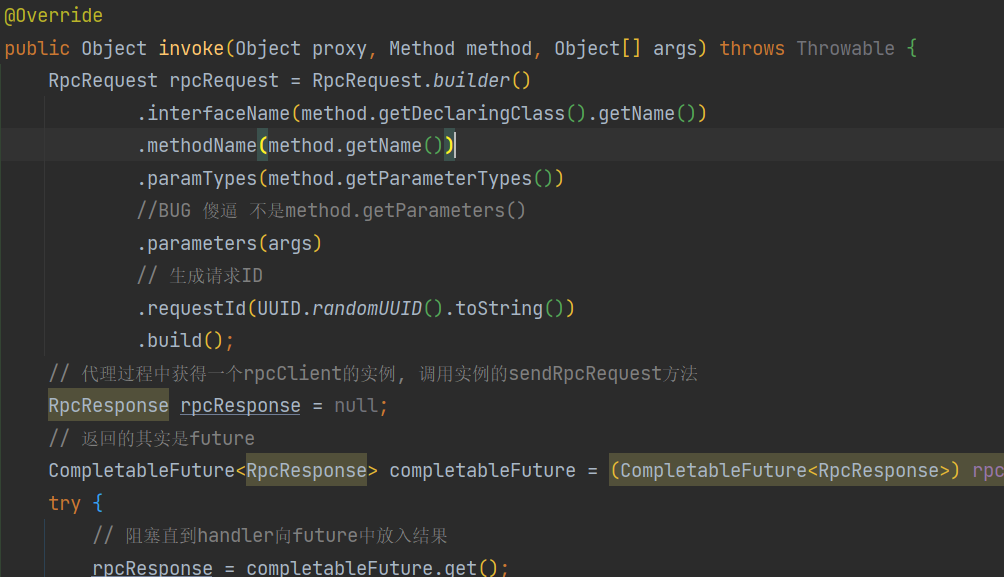 @Override
public Object invoke(Object proxy, Method method, Object[] args) throws Throwable {
RpcRequest rpcRequest = RpcRequest.builder()
.interfaceName(method.getDeclaringClass().getName())
.methodName(method.getName())
.paramTypes(method.getParameterTypes())
//BUG 傻逼 不是method.getParameters()
.parameters(args)
// 生成请求ID
.requestId(UUID.randomUUID().toString())
.build();
// 代理过程中获得一个rpcClient的实例, 调用实例的sendRpcRequest方法
RpcResponse rpcResponse = null;
// 返回的其实是future
CompletableFuture<RpcResponse> completableFuture = (CompletableFuture<RpcResponse>) rpc
try {
// 阻塞直到handler向future中放入结果
rpcResponse = completableFuture.get();